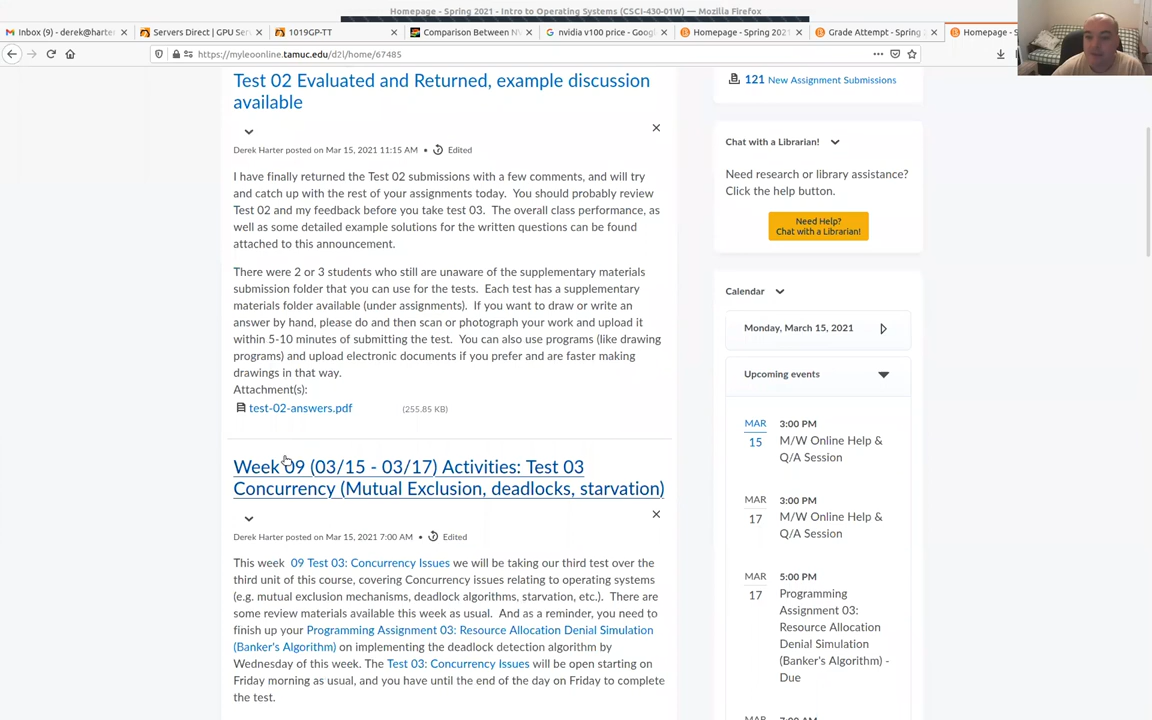 Homepage - Spring 2021 - Intro to Operating Systems (CSCI-430-01W) — Mozilla Firefox
Inbox (9) - derek@harter
Servers Direct | GPU Ser
1019GP-TT
Comparison Between NV
nvidia v100 price - Goog
Homepage - Spring 2021
Grade Attempt - Spring 2
Homepage - S
https://myleoonline.tamuc.edu/d2l/home/67485
Test 02 Evaluated and Returned, example discussion
available
Derek Harter posted on Mar 15, 2021 11:15 AM • Edited
I have finally returned the Test 02 submissions with a few comments, and will try
and catch up with the rest of your assignments today. You should probably review
Test 02 and my feedback before you take test 03. The overall class performance, as
well as some detailed example solutions for the written questions can be found
attached to this announcement.
There were 2 or 3 students who still are unaware of the supplementary materials
submission folder that you can use for the tests. Each test has a supplementary
materials folder available (under assignments). If you want to draw or write an
answer by hand, please do and then scan or photograph your work and upload it
within 5-10 minutes of submitting the test. You can also use programs (like drawing
programs) and upload electronic documents if you prefer and are faster making
drawings in that way.
Attachment(s):
test-02-answers.pdf (255.85 KB)
Week 09 (03/15 - 03/17) Activities: Test 03
Concurrency (Mutual Exclusion, deadlocks, starvation)
Derek Harter posted on Mar 15, 2021 7:00 AM • Edited
This week 09 Test 03: Concurrency Issues we will be taking our third test over the
third unit of this course, covering Concurrency issues relating to operating systems
(e.g. mutual exclusion mechanisms, deadlock algorithms, starvation, etc.). There are
some review materials available this week as usual. And as a reminder, you need to
finish up your Programming Assignment 03: Resource Allocation Denial Simulation
(Banker's Algorithm) on implementing the deadlock detection algorithm by
Wednesday of this week. The Test 03: Concurrency Issues will be open starting on
Friday morning as usual, and you have until the end of the day on Friday to complete
the test.
121 New Assignment Submissions
Chat with a Librarian!
Need research or library assistance?
Click the help button.
Need Help?
Chat with a Librarian!
Calendar
Monday, March 15, 2021
Upcoming events
MAR
15
3:00 PM
M/W Online Help &
Q/A Session
MAR
17
3:00 PM
M/W Online Help &
Q/A Session
MAR
17
5:00 PM
Programming
Assignment 03:
Resource Allocation
Denial Simulation
(Banker's Algorithm) -
Due
MAR
7:00 AM